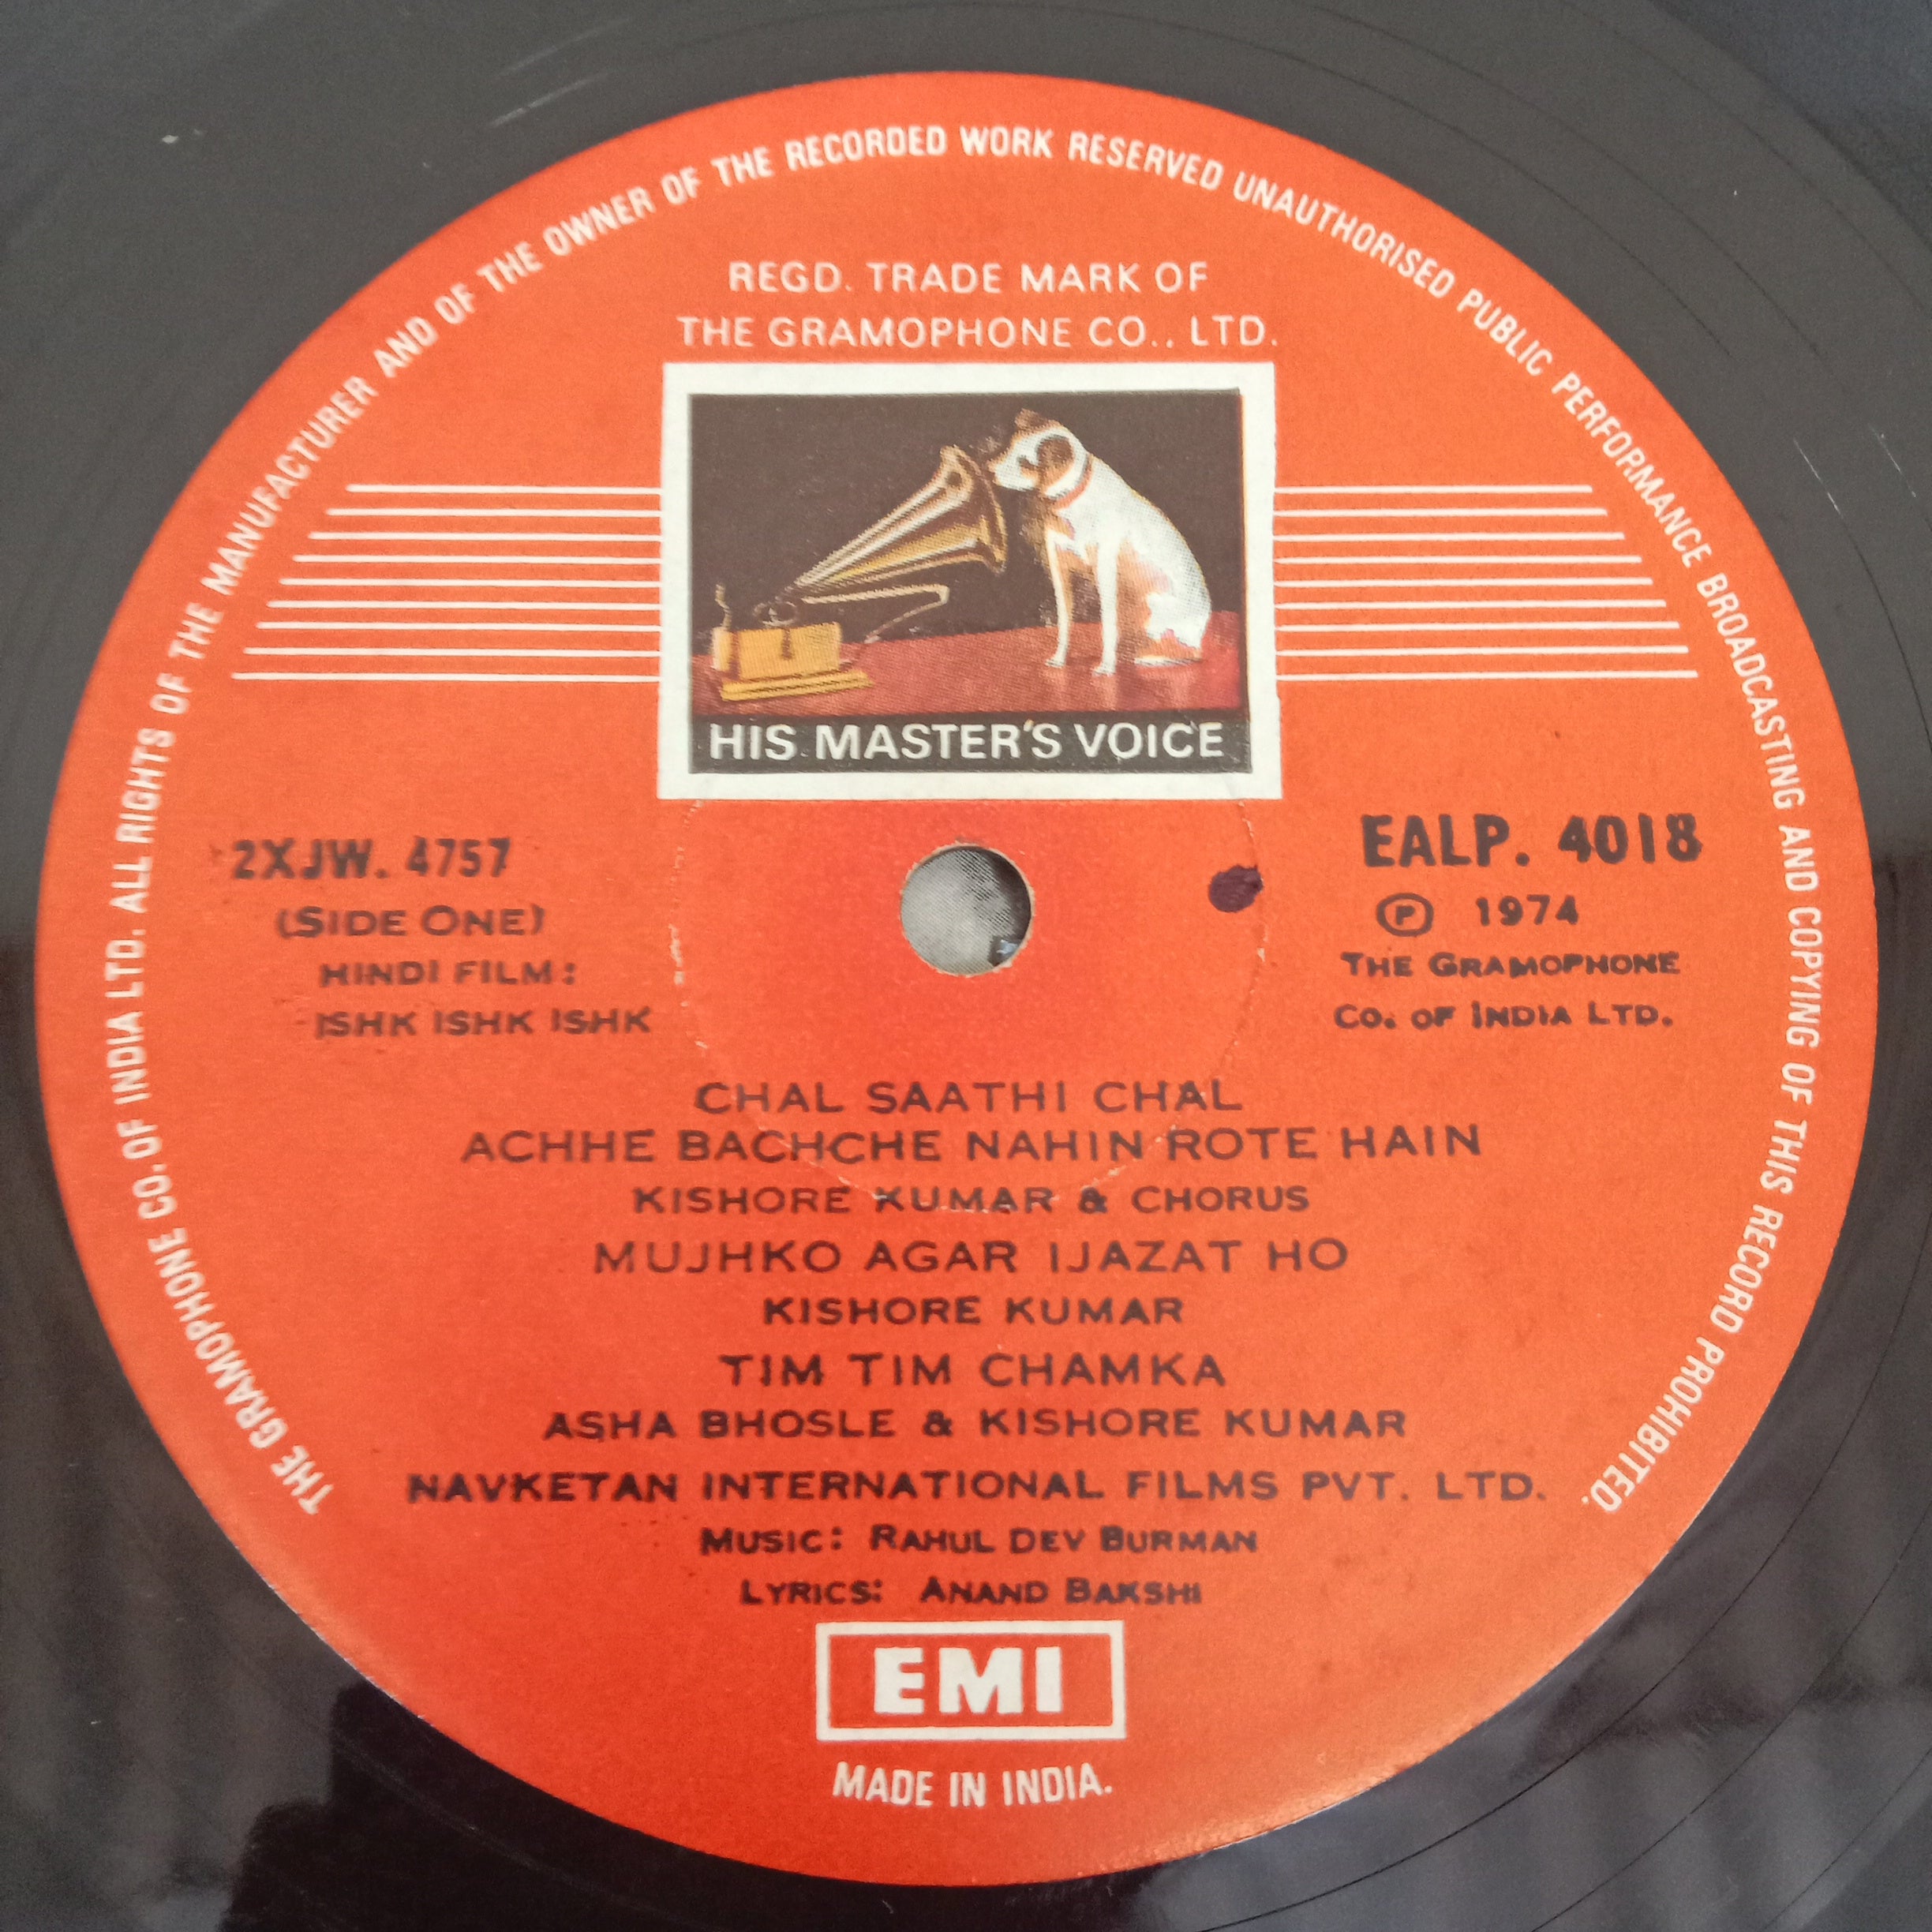 THE GRAMOPHONE CO. OF INDIA LTD. ALL RIGHTS OF THE MANUFACTURER AND OF THE OWNER OF THE RECORDED WORK RESERVED UNAUTHORISED PUBLIC PERFORMANCE BROADCASTING AND COPYING OF THIS RECORD PROHIBITED.
REGD. TRADE MARK OF
THE GRAMOPHONE CO., LTD.
HIS MASTER'S VOICE
2XJW. 4757
(SIDE ONE)
HINDI FILM:
ISHK ISHK ISHK
EALP. 4018
Ⓟ 1974
THE GRAMOPHONE
CO. OF INDIA LTD.
CHAL SAATHI CHAL
ACHHE BACHCHE NAHIN ROTE HAIN
KISHORE KUMAR & CHORUS
MUJHKO AGAR IJAZAT HO
KISHORE KUMAR
TIM TIM CHAMKA
ASHA BHOSLE & KISHORE KUMAR
NAVKETAN INTERNATIONAL FILMS PVT. LTD.
MUSIC: RAHUL DEV BURMAN
LYRICS: ANAND BAKSHI
EMI
MADE IN INDIA.